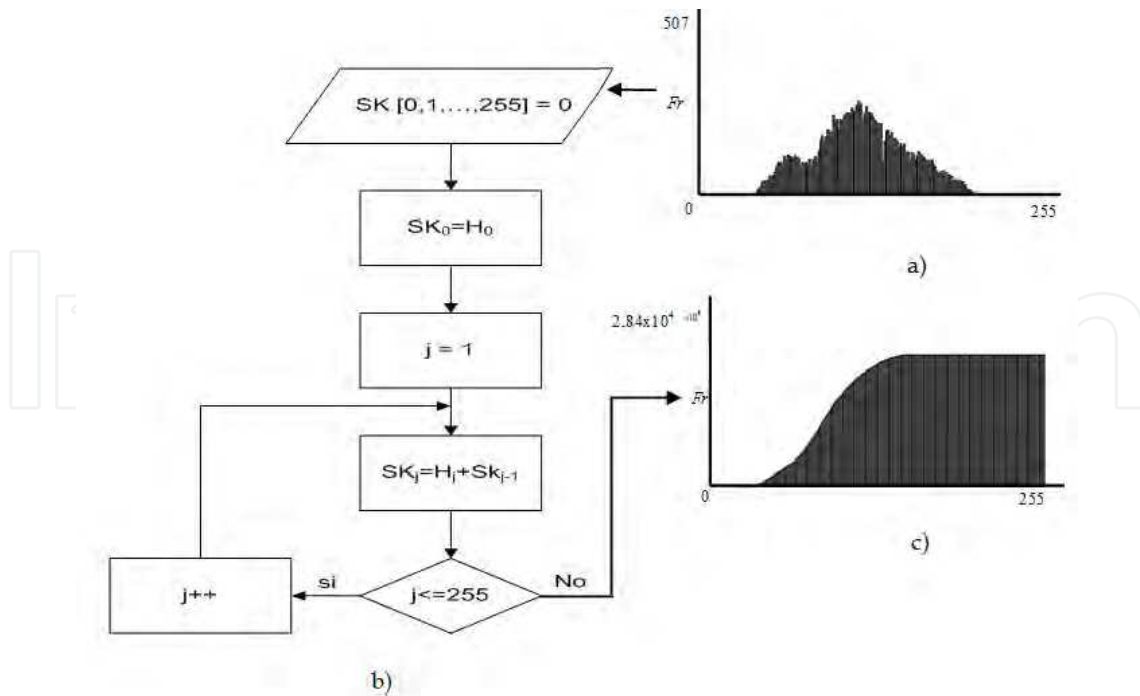 507
Fr
0
255
a)
SK [0,1,...,255] = 0
SK₀=H₀
j = 1
SKⱼ=Hⱼ+Skⱼ₋₁
j<=255
si
No
j++
b)
2.84x10⁴
Fr
0
255
c)